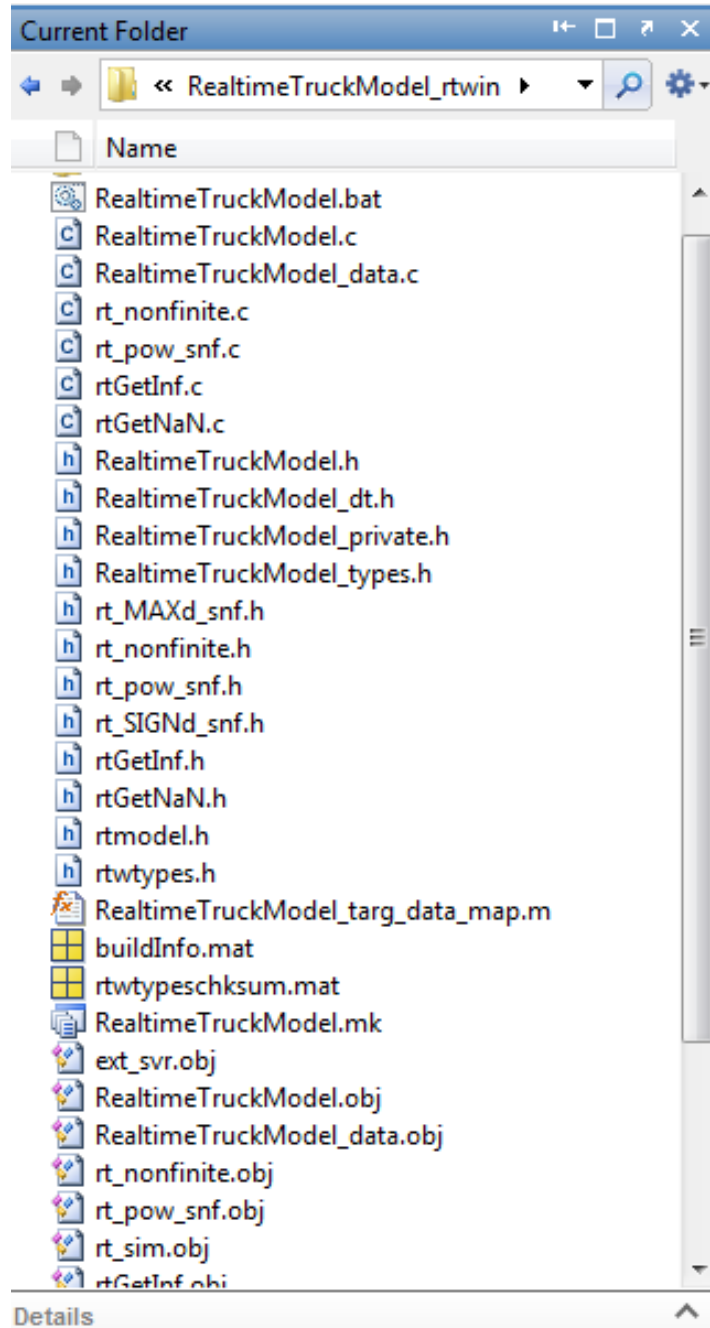 Current Folder
« RealtimeTruckModel_rtwin
Name
RealtimeTruckModel.bat
RealtimeTruckModel.c
RealtimeTruckModel_data.c
rt_nonfinite.c
rt_pow_snf.c
rtGetInf.c
rtGetNaN.c
RealtimeTruckModel.h
RealtimeTruckModel_dt.h
RealtimeTruckModel_private.h
RealtimeTruckModel_types.h
rt_MAXd_snf.h
rt_nonfinite.h
rt_pow_snf.h
rt_SIGNd_snf.h
rtGetInf.h
rtGetNaN.h
rtmodel.h
rtwtypes.h
RealtimeTruckModel_targ_data_map.m
buildInfo.mat
rtwtypeschksum.mat
RealtimeTruckModel.mk
ext_svr.obj
RealtimeTruckModel.obj
RealtimeTruckModel_data.obj
rt_nonfinite.obj
rt_pow_snf.obj
rt_sim.obj
rtGetInf.obj
Details